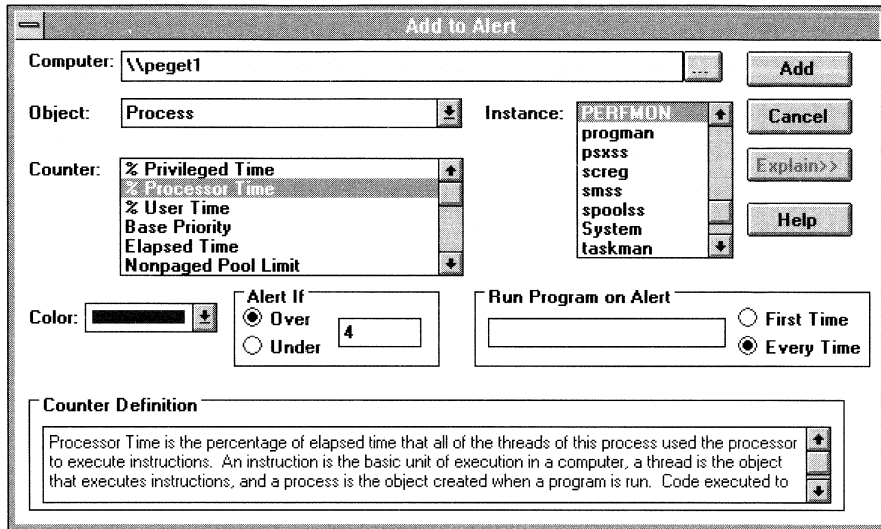 Add to Alert
Computer: \\peget1 ... Add
Object: Process Instance: PERFMON Cancel
progman
psxss
screg
smss
spoolss
System
taskman
Counter: % Privileged Time Explain>>
% Processor Time
% User Time
Base Priority
Elapsed Time
Nonpaged Pool Limit
Help
Color:
Alert If
Over
Under
4
Run Program on Alert
First Time
Every Time
Counter Definition
Processor Time is the percentage of elapsed time that all of the threads of this process used the processor
to execute instructions. An instruction is the basic unit of execution in a computer, a thread is the object
that executes instructions, and a process is the object created when a program is run. Code executed to